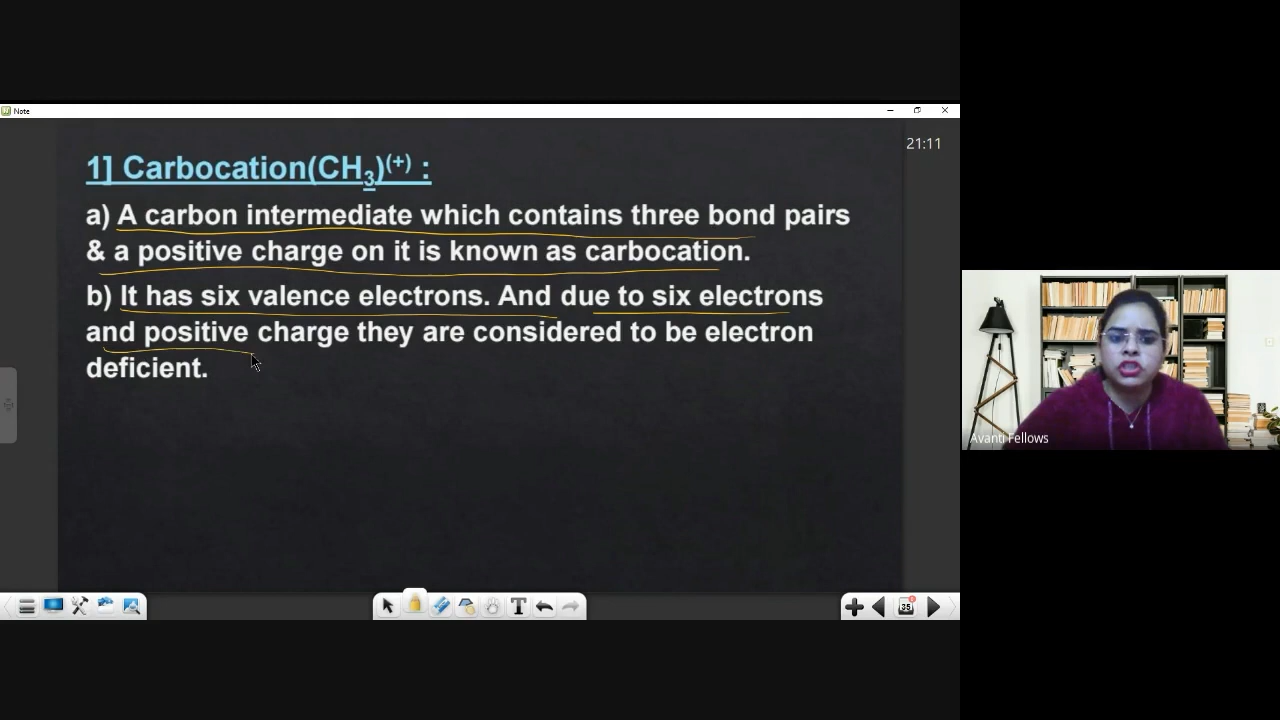 Note
21:11
1] Carbocation(CH₃)⁽⁺⁾ :
a) A carbon intermediate which contains three bond pairs
& a positive charge on it is known as carbocation.
b) It has six valence electrons. And due to six electrons
and positive charge they are considered to be electron
deficient.
Avanti Fellows
T
35